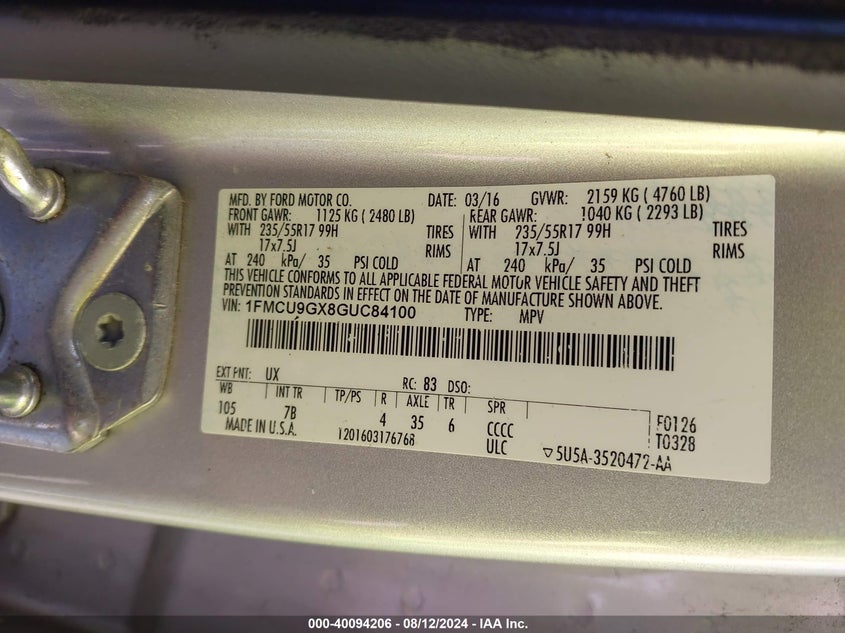 MFD. BY FORD MOTOR CO. DATE: 03/16 GVWR: 2159 KG ( 4760 LB)
FRONT GAWR: 1125 KG ( 2480 LB) REAR GAWR: 1040 KG ( 2293 LB)
WITH 235/55R17 99H TIRES WITH 235/55R17 99H TIRES
17x7.5J RIMS 17x7.5J RIMS
AT 240 kPa/ 35 PSI COLD AT 240 kPa/ 35 PSI COLD
THIS VEHICLE CONFORMS TO ALL APPLICABLE FEDERAL MOTOR VEHICLE SAFETY AND THEFT
PREVENTION STANDARDS IN EFFECT ON THE DATE OF MANUFACTURE SHOWN ABOVE.
VIN: 1FMCU9GX8GUC84100 TYPE: MPV
EXT PNT: UX RC: 83 DSO:
WB INT TR TP/PS R AXLE TR SPR
105 7B 4 35 6 CCCC F0126
MADE IN U.S.A. 1201603176768 ULC T0328
▽5U5A-3520472-AA
000-40094206 - 08/12/2024 - IAA Inc.